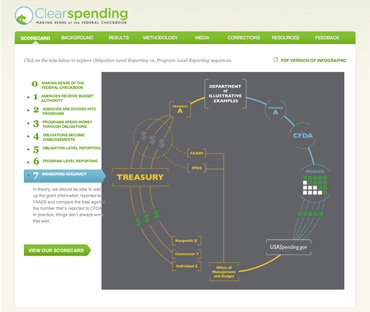 Clearspending
MAKING SENSE of the FEDERAL CHECKBOOK
SCORECARD BACKGROUND RESULTS METHODOLOGY MEDIA CORRECTIONS RESOURCES FEEDBACK
Click on the tabs below to explore Obligation-Level Reporting vs. Program-Level Reporting sequences.
PDF VERSION OF INFOGRAPHIC
0 MAKING SENSE OF THE
FEDERAL CHECKBOOK
1 AGENCIES RECEIVE BUDGET
AUTHORITY
2 AGENCIES ARE DIVIDED INTO
PROGRAMS
3 PROGRAMS SPEND MONEY
THROUGH OBLIGATIONS
4 OBLIGATIONS BECOME
DISBURSEMENTS
5 OBLIGATION-LEVEL REPORTING
6 PROGRAM-LEVEL REPORTING
7 MEASURING ACCURACY
In theory, we should be able to add
up the grant information reported to
FAADS and compare the total against
the number that's reported to CFDA.
In practice, things don't always work
that well.
VIEW OUR SCORECARD
DEPARTMENT
OF
ILLUSTRATIVE
EXAMPLES
PROGRAM
A
PROGRAM
A
CFDA
FAADS
FPDS
TREASURY
PROGRAMS
Nonprofit E
Contractor Y
Individual Z
Office of
Management
and Budget
USASpending.gov